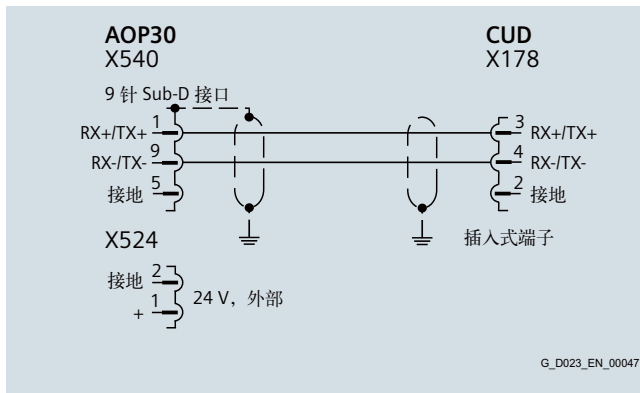 AOP30
X540
CUD
X178
9 针 Sub-D 接口
RX+/TX+ 1
3 RX+/TX+
RX-/TX- 9
4 RX-/TX-
接地 5
2 接地
X524
插入式端子
接地 2
24 V，外部
+ 1
G_D023_EN_00047